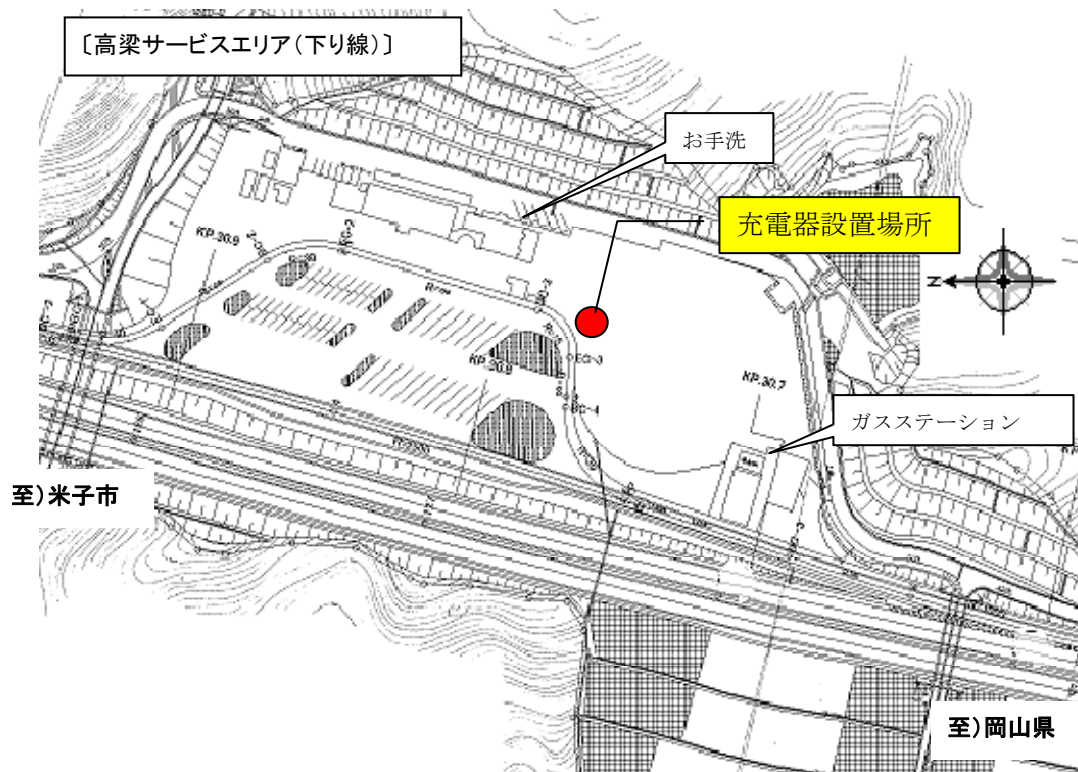 〔高梁サービスエリア(下り線)〕
お手洗
充電器設置場所
KP.30.9
N
KP.30.8
EC2-3
KP.30.7
ガスステーション
至)米子市
至)岡山県